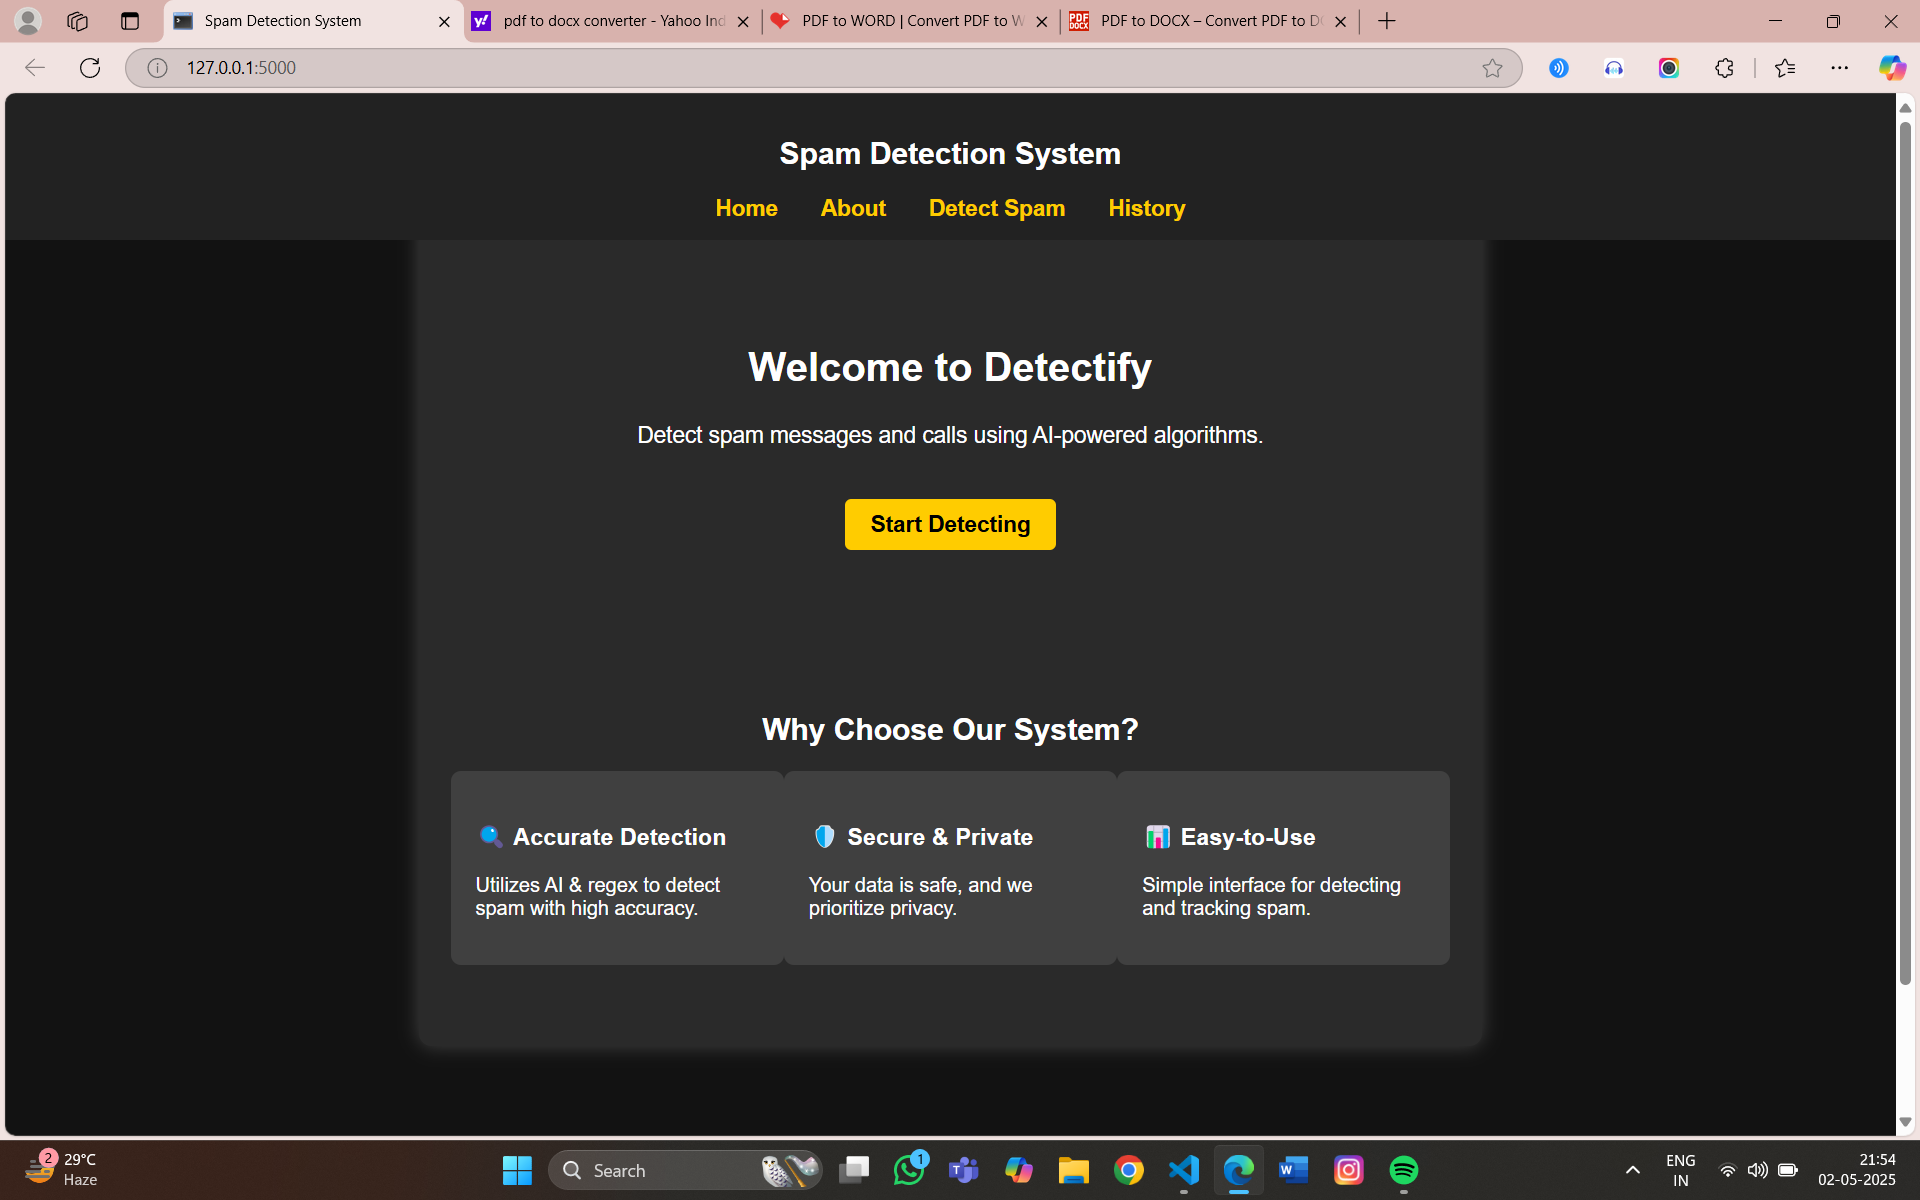 Spam Detection System
pdf to docx converter - Yahoo Ind
PDF to WORD | Convert PDF to W
PDF to DOCX – Convert PDF to DO
127.0.0.1:5000
Spam Detection System
Home About Detect Spam History
Welcome to Detectify
Detect spam messages and calls using AI-powered algorithms.
Start Detecting
Why Choose Our System?
Accurate Detection
Utilizes AI & regex to detect
spam with high accuracy.
Secure & Private
Your data is safe, and we
prioritize privacy.
Easy-to-Use
Simple interface for detecting
and tracking spam.
2
29°C
Haze
Search
1
ENG
IN
21:54
02-05-2025